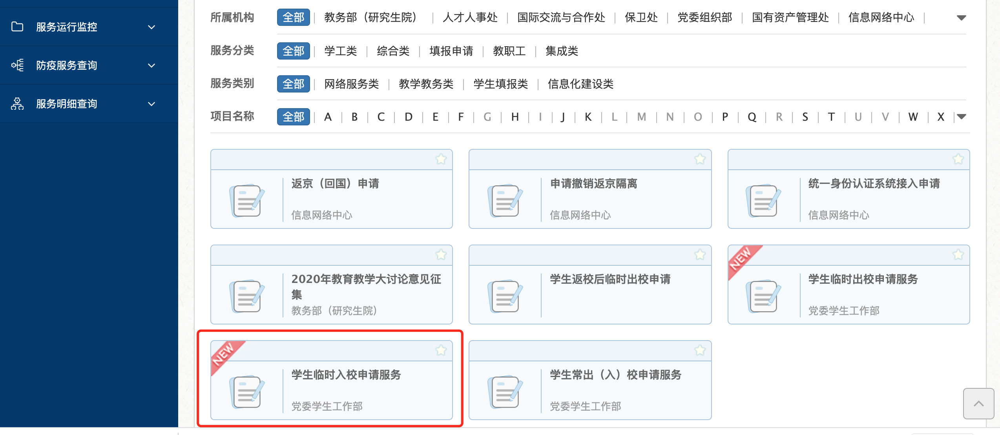 服务运行监控
防疫服务查询
服务明细查询
所属机构 全部 教务部（研究生院） 人才人事处 国际交流与合作处 保卫处 党委组织部 国有资产管理处 信息网络中心
服务分类 全部 学工类 综合类 填报申请 教职工 集成类
服务类别 全部 网络服务类 教学教务类 学生填报类 信息化建设类
项目名称 全部 A B C D E F G H I J K L M N O P Q R S T U V W X
返京（回国）申请
信息网络中心
申请撤销返京隔离
信息网络中心
统一身份认证系统接入申请
信息网络中心
2020年教育教学大讨论意见征
集
教务部（研究生院）
学生返校后临时出校申请
NEW
学生临时出校申请服务
党委学生工作部
NEW
学生临时入校申请服务
党委学生工作部
学生常出（入）校申请服务
党委学生工作部